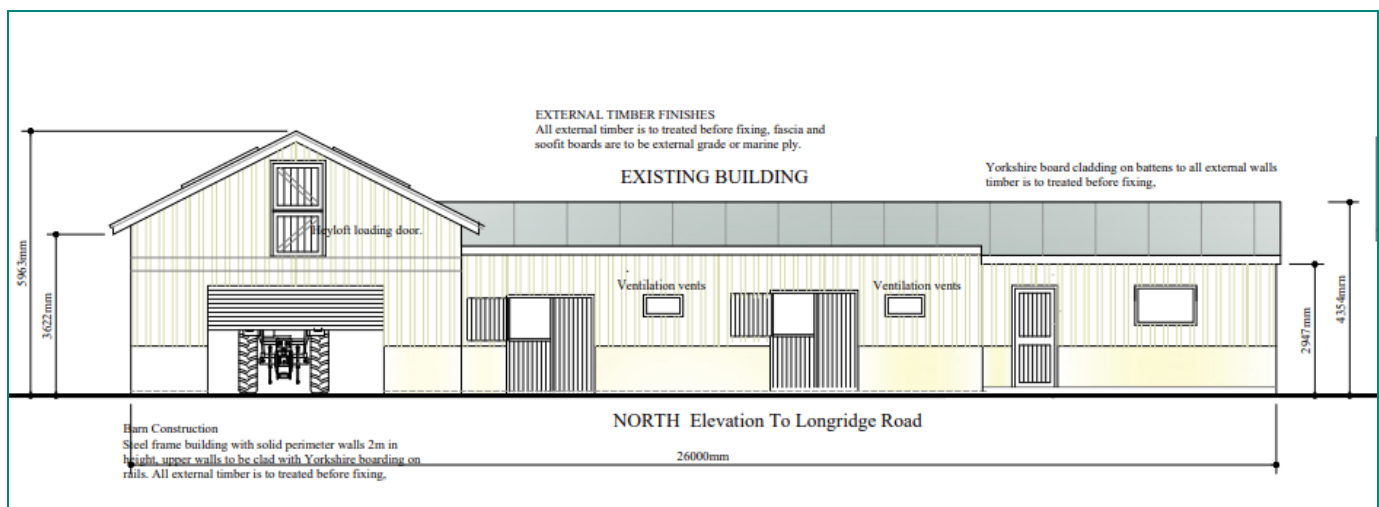 EXTERNAL TIMBER FINISHES
All external timber is to treated before fixing, fascia and
soofit boards are to be external grade or marine ply.
EXISTING BUILDING
Yorkshire board cladding on battens to all external walls
timber is to treated before fixing,
Heyloft loading door.
5963mm
3622mm
Ventilation vents
Ventilation vents
2947mm
4354mm
NORTH Elevation To Longridge Road
Barn Construction
Steel frame building with solid perimeter walls 2m in
height, upper walls to be clad with Yorkshire boarding on
rails. All external timber is to treated before fixing,
26000mm